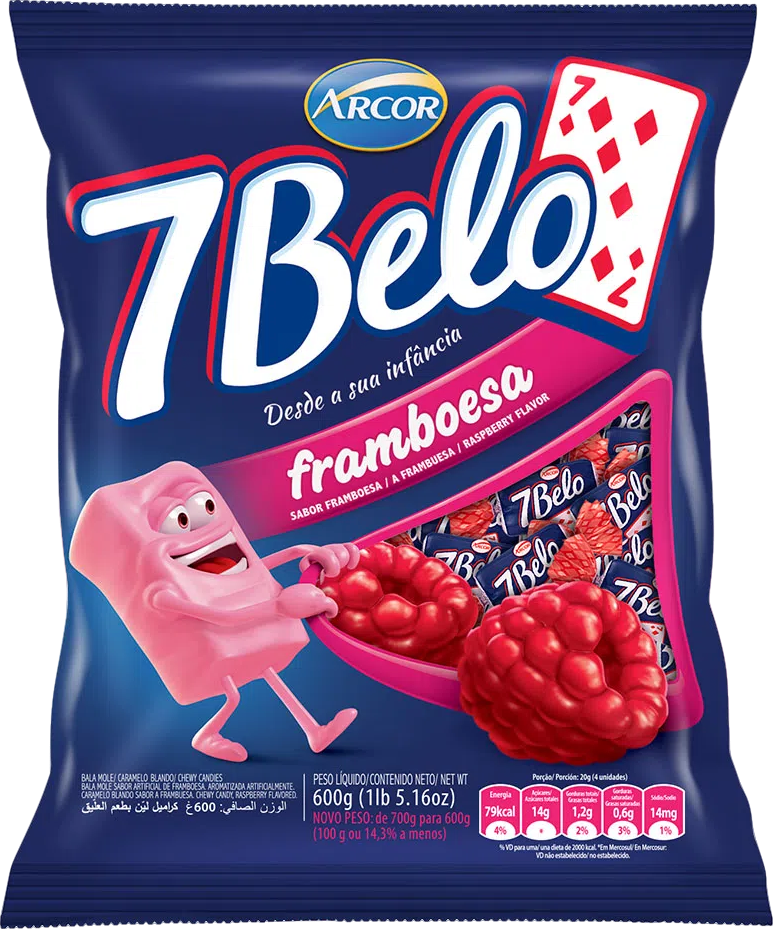 ARCOR
7Belo
7
7
Desde a sua infância
framboesa
SABOR FRAMBOESA / A FRAMBUESA / RASPBERRY FLAVOR
7Belo
7Belo
BALA MOLE/ CARAMELO BLANDO/ CHEWY CANDIES
BALA MOLE SABOR ARTIFICIAL DE FRAMBOESA. AROMATIZADA ARTIFICIALMENTE.
CARAMELO BLANDO SABOR A FRAMBUESA. CHEWY CANDY, RASPBERRY FLAVORED.
الوزن الصافي: 600غ كراميل لين بطعم العليق
PESO LÍQUIDO/CONTENIDO NETO/ NET WT
600g (1lb 5.16oz)
NOVO PESO: de 700g para 600g
(100 g ou 14,3% a menos)
Porção/ Porción: 20g (4 unidades)
Energia 79kcal 4%
Açúcares/ Azúcares totales 14g *
Gorduras totais/ Grasas totales 1,2g 2%
Gorduras saturadas/ Grasas saturadas 0,6g 3%
Sódio/Sodio 14mg 1%
% VD para uma/ una dieta de 2000 kcal. *Em Mercosul/ En Mercosur:
VD não estabelecido/ no establecido.